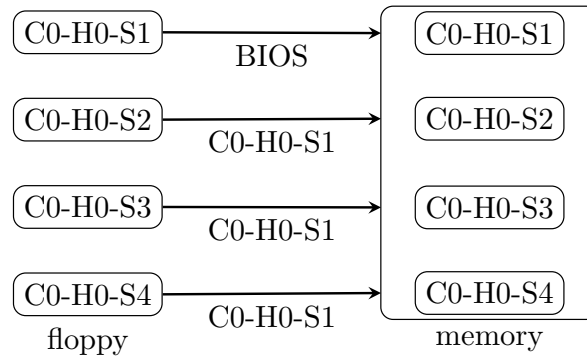 C0-H0-S1 C0-H0-S1
BIOS
C0-H0-S2 C0-H0-S2
C0-H0-S1
C0-H0-S3 C0-H0-S3
C0-H0-S1
C0-H0-S4 C0-H0-S4
C0-H0-S1
floppy memory